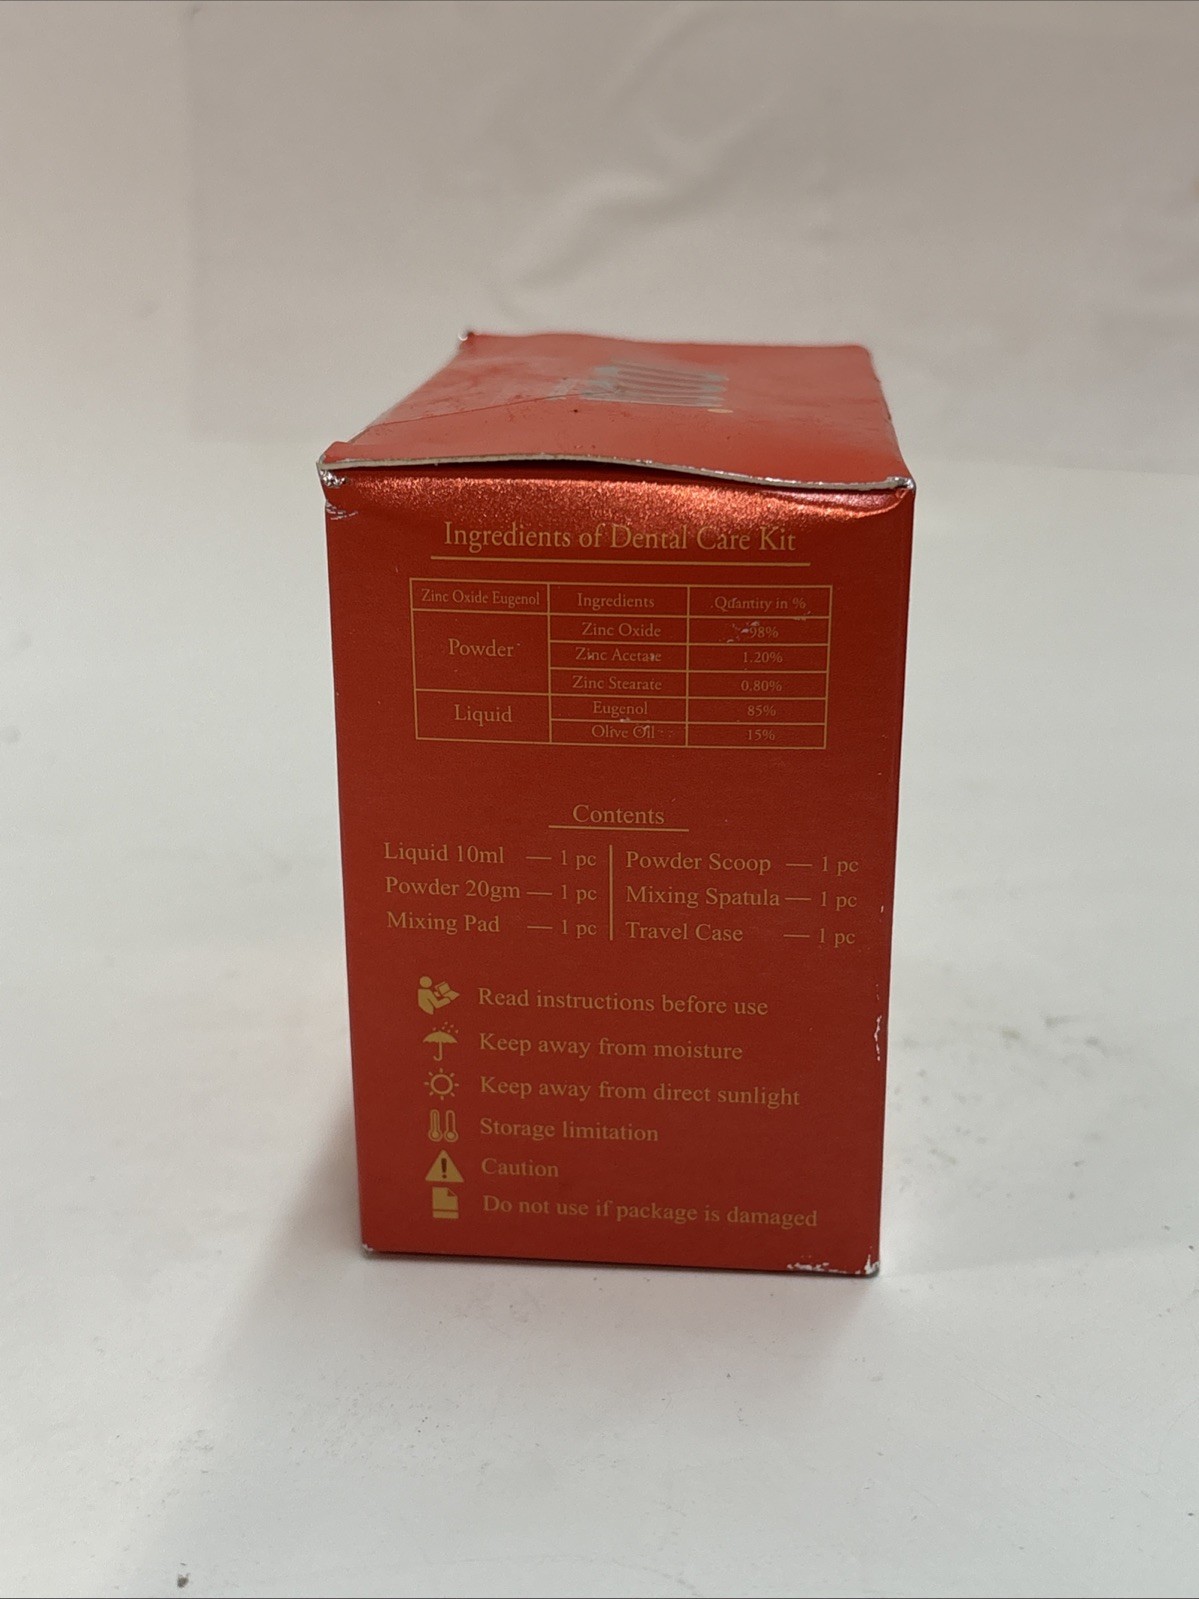 Ingredients of Dental Care Kit
Zinc Oxide Eugenol Ingredients Quantity in %
Powder Zinc Oxide 98%
Zinc Acetate 1.20%
Zinc Stearate 0.80%
Liquid Eugenol 85%
Olive Oil 15%
Contents
Liquid 10ml — 1 pc
Powder 20gm — 1 pc
Mixing Pad — 1 pc
Powder Scoop — 1 pc
Mixing Spatula — 1 pc
Travel Case — 1 pc
Read instructions before use
Keep away from moisture
Keep away from direct sunlight
Storage limitation
Caution
Do not use if package is damaged